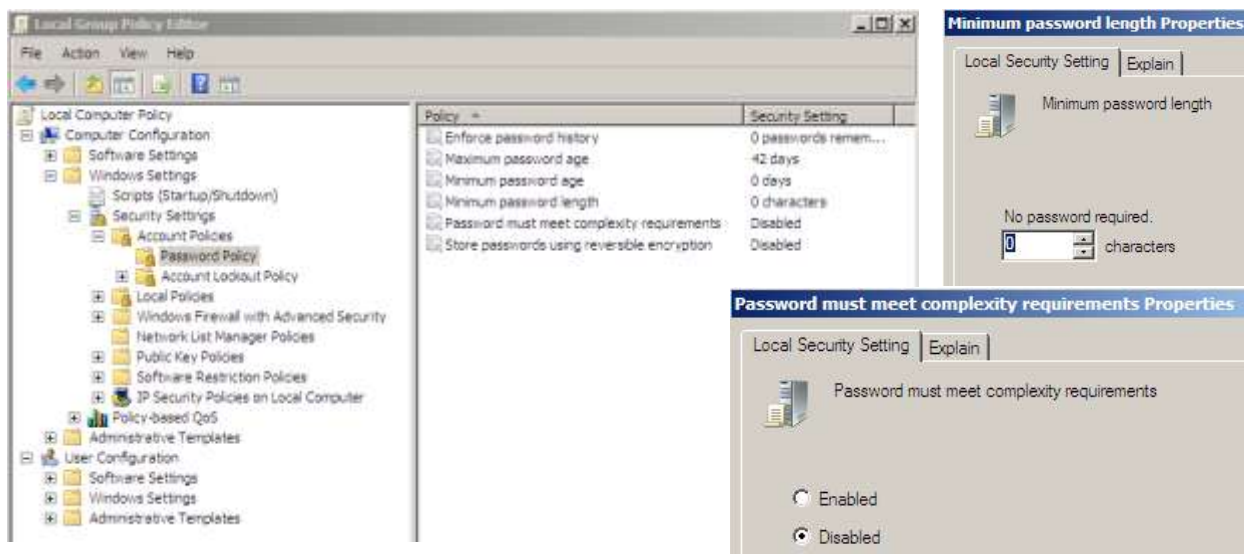 Local Group Policy Editor
File Action View Help
Local Computer Policy
Computer Configuration
Software Settings
Windows Settings
Scripts (Startup/Shutdown)
Security Settings
Account Policies
Password Policy
Account Lockout Policy
Local Policies
Windows Firewall with Advanced Security
Network List Manager Policies
Public Key Policies
Software Restriction Policies
IP Security Policies on Local Computer
Policy-based QoS
Administrative Templates
User Configuration
Software Settings
Windows Settings
Administrative Templates
Policy Security Setting
Enforce password history 0 passwords remem...
Maximum password age 42 days
Minimum password age 0 days
Minimum password length 0 characters
Password must meet complexity requirements Disabled
Store passwords using reversible encryption Disabled
Minimum password length Properties
Local Security Setting Explain
Minimum password length
No password required.
0 characters
Password must meet complexity requirements Properties
Local Security Setting Explain
Password must meet complexity requirements
Enabled
Disabled